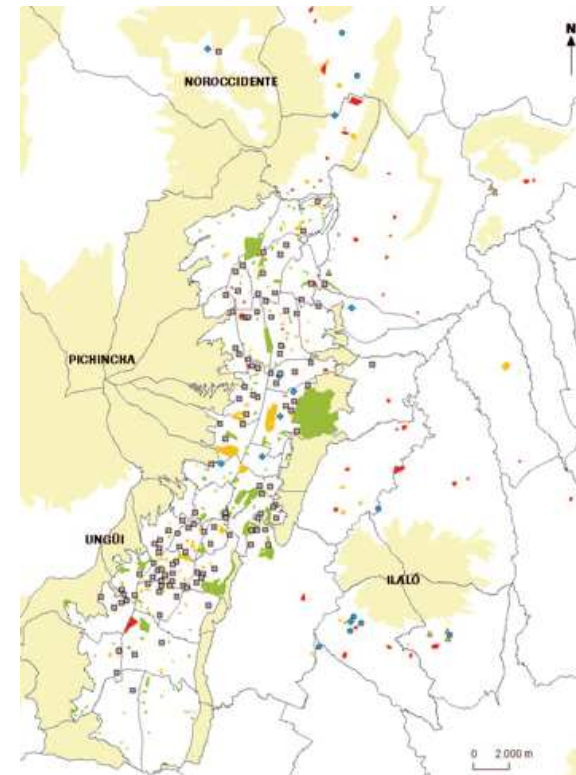 N
NOROCCIDENTE
PICHINCHA
UNGÜI
ILALÓ
0 2.000 m